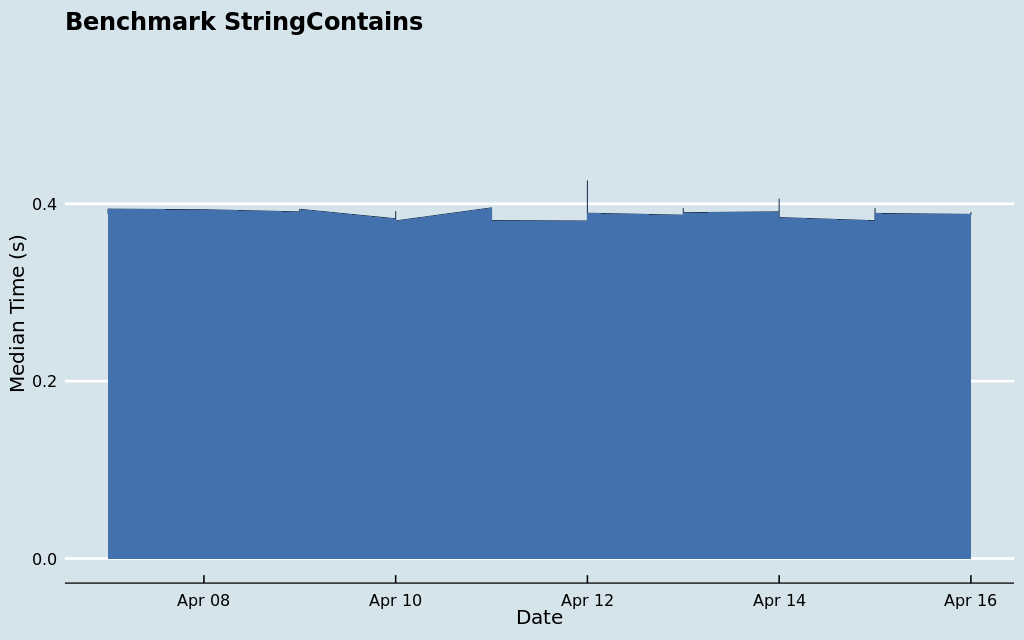 Benchmark StringContains
Median Time (s)
0.4
0.2
0.0
Apr 08
Apr 10
Apr 12
Apr 14
Apr 16
Date